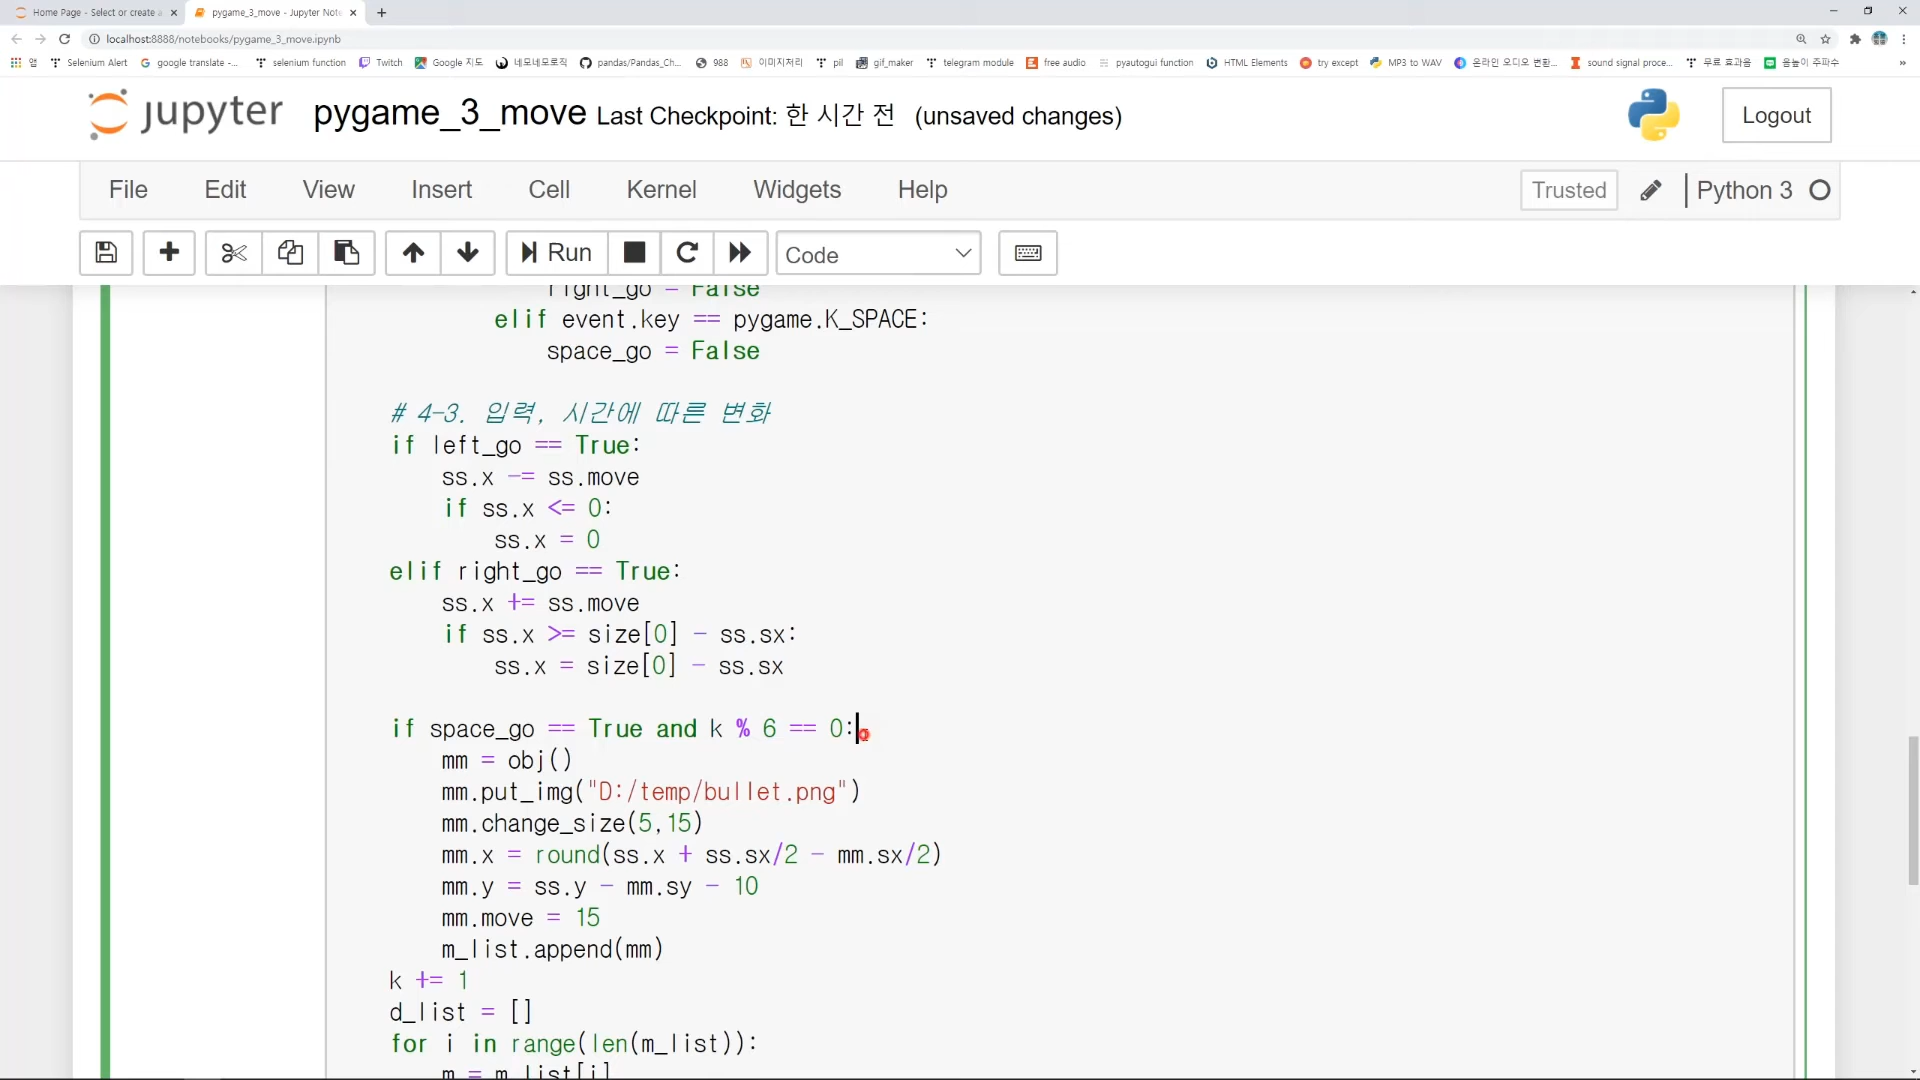 Home Page - Select or create a
pygame_3_move - Jupyter Note
localhost:8888/notebooks/pygame_3_move.ipynb
앱 Selenium Alert google translate -... selenium function Twitch Google 지도 네모네모로직 pandas/Pandas_Ch... 988 이미지처리 pil gif_maker telegram module free audio pyautogui function HTML Elements try except MP3 to WAV 온라인 오디오 변환... sound signal proce... 무료 효과음 음높이 주파수 »
jupyter pygame_3_move Last Checkpoint: 한 시간 전 (unsaved changes) Logout
File Edit View Insert Cell Kernel Widgets Help Trusted Python 3
Run Code
right_go = False
elif event.key == pygame.K_SPACE:
space_go = False
# 4-3. 입력, 시간에 따른 변화
if left_go == True:
ss.x -= ss.move
if ss.x <= 0:
ss.x = 0
elif right_go == True:
ss.x += ss.move
if ss.x >= size[0] - ss.sx:
ss.x = size[0] - ss.sx
if space_go == True and k % 6 == 0:
mm = obj()
mm.put_img("D:/temp/bullet.png")
mm.change_size(5,15)
mm.x = round(ss.x + ss.sx/2 - mm.sx/2)
mm.y = ss.y - mm.sy - 10
mm.move = 15
m_list.append(mm)
k += 1
d_list = []
for i in range(len(m_list)):
m = m_list[i]